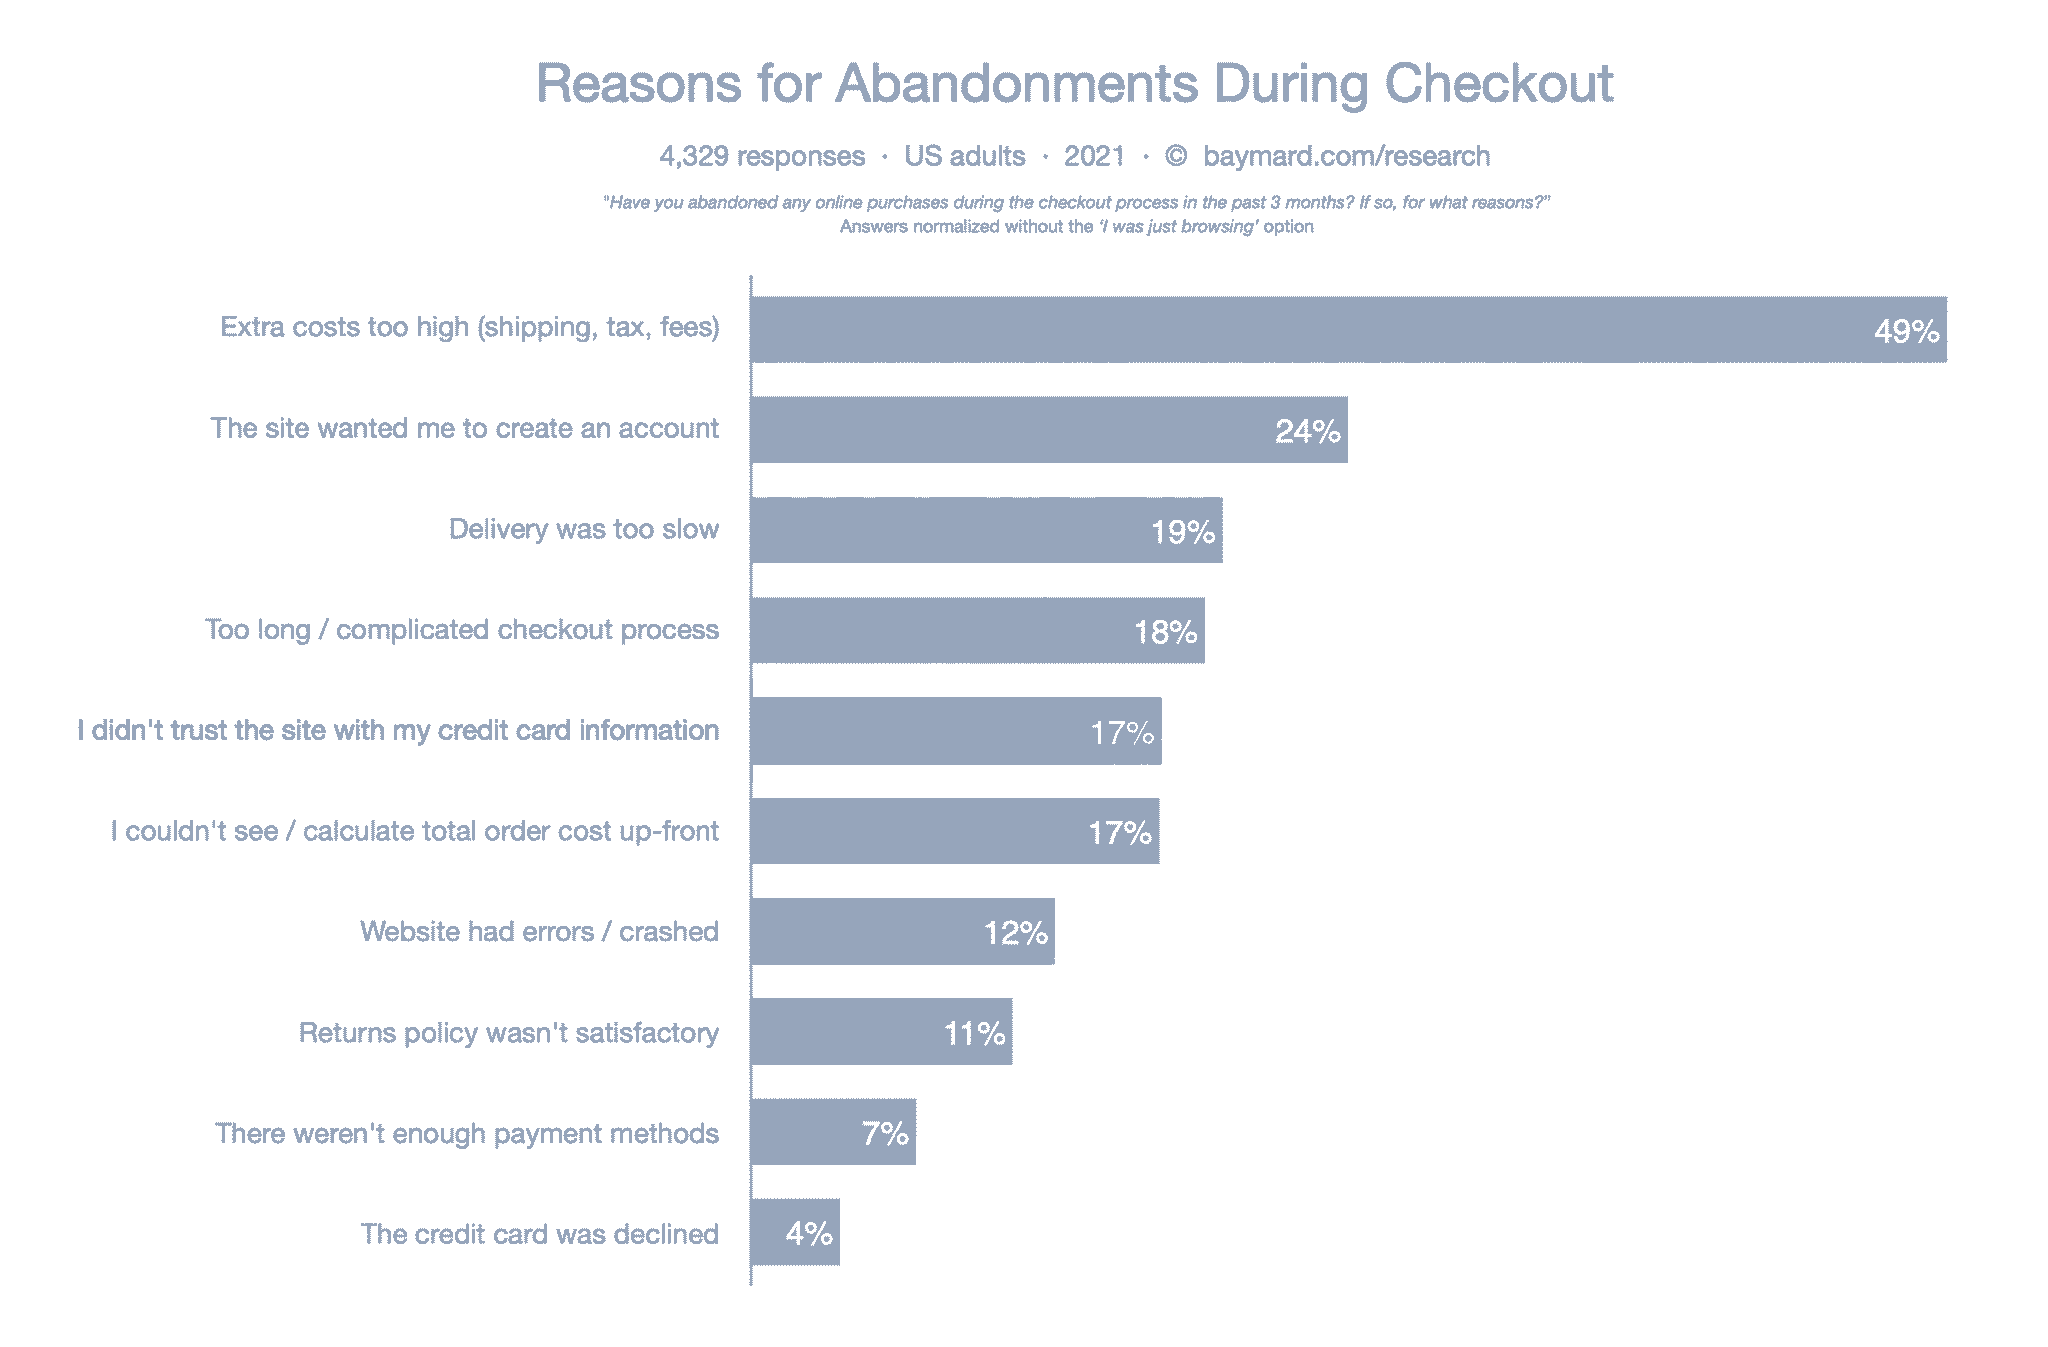 Reasons for Abandonments During Checkout
4,329 responses · US adults · 2021 · © baymard.com/research
"Have you abandoned any online purchases during the checkout process in the past 3 months? If so, for what reasons?"
Answers normalized without the 'I was just browsing' option
Extra costs too high (shipping, tax, fees) 49%
The site wanted me to create an account 24%
Delivery was too slow 19%
Too long / complicated checkout process 18%
I didn't trust the site with my credit card information 17%
I couldn't see / calculate total order cost up-front 17%
Website had errors / crashed 12%
Returns policy wasn't satisfactory 11%
There weren't enough payment methods 7%
The credit card was declined 4%